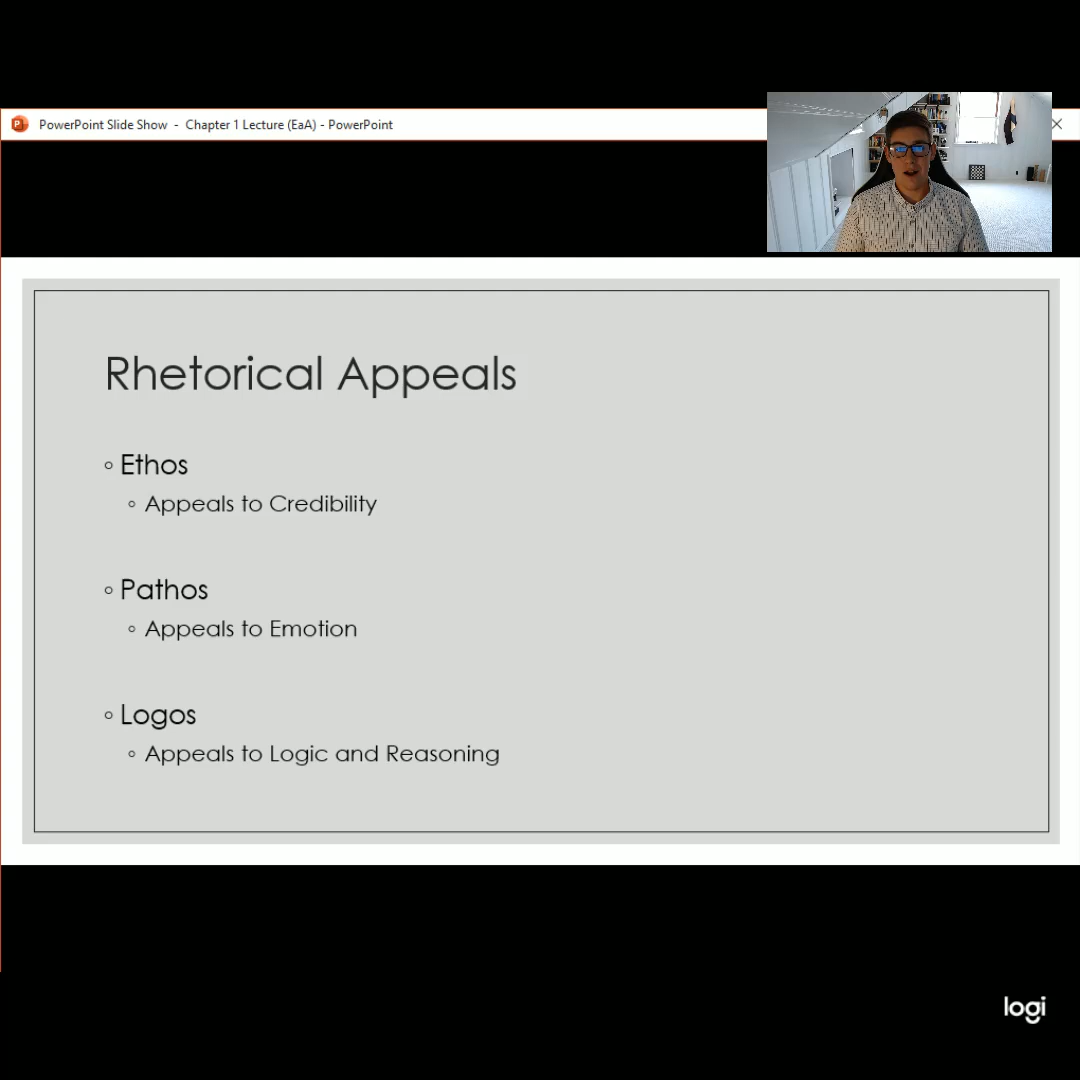 PowerPoint Slide Show - Chapter 1 Lecture (EaA) - PowerPoint
Rhetorical Appeals
◦ Ethos
◦ Appeals to Credibility
◦ Pathos
◦ Appeals to Emotion
◦ Logos
◦ Appeals to Logic and Reasoning
logi